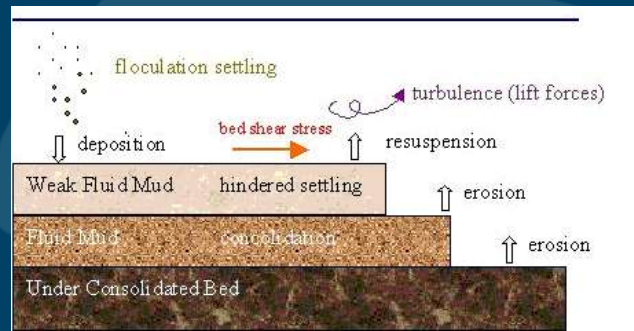 floculation settling
turbulence (lift forces)
bed shear stress
deposition
resuspension
Weak Fluid Mud hindered settling
erosion
Fluid Mud concolidation
erosion
Under Consolidated Bed